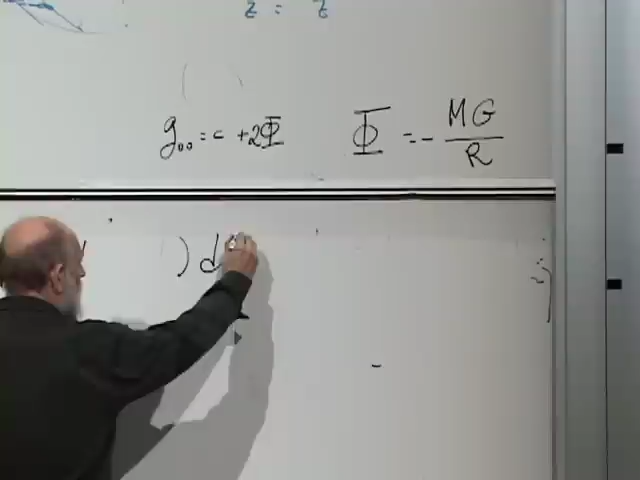 z = z
( )
g₀₀ = c + 2Φ   Φ = - MG/R
) d